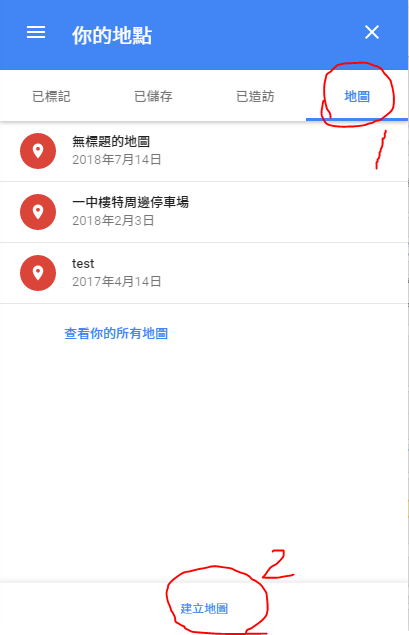 你的地點
已標記 已儲存 已造訪 地圖
1
無標題的地圖
2018年7月14日
一中樓特周邊停車場
2018年2月3日
test
2017年4月14日
查看你的所有地圖
2
建立地圖